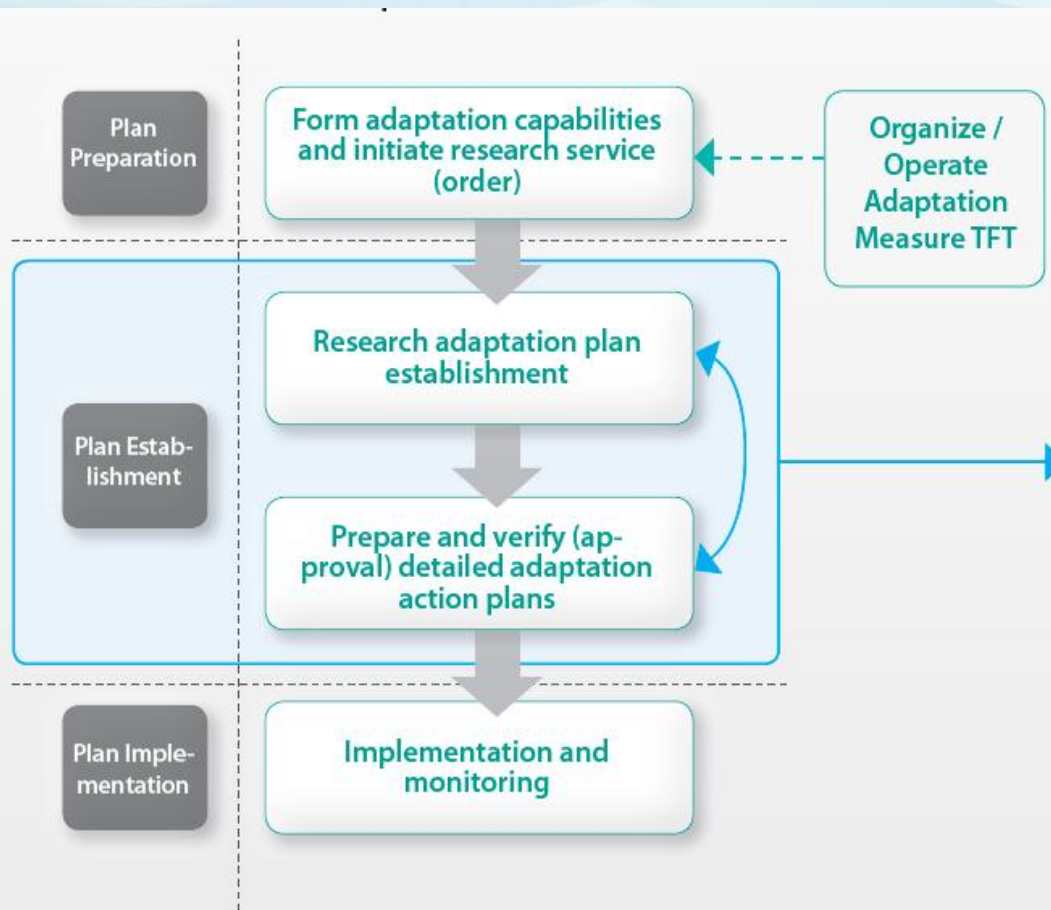 Plan
Preparation
Form adaptation capabilities
and initiate research service
(order)
Organize /
Operate
Adaptation
Measure TFT
Research adaptation plan
establishment
Plan Estab-
lishment
Prepare and verify (ap-
proval) detailed adaptation
action plans
Plan Imple-
mentation
Implementation and
monitoring